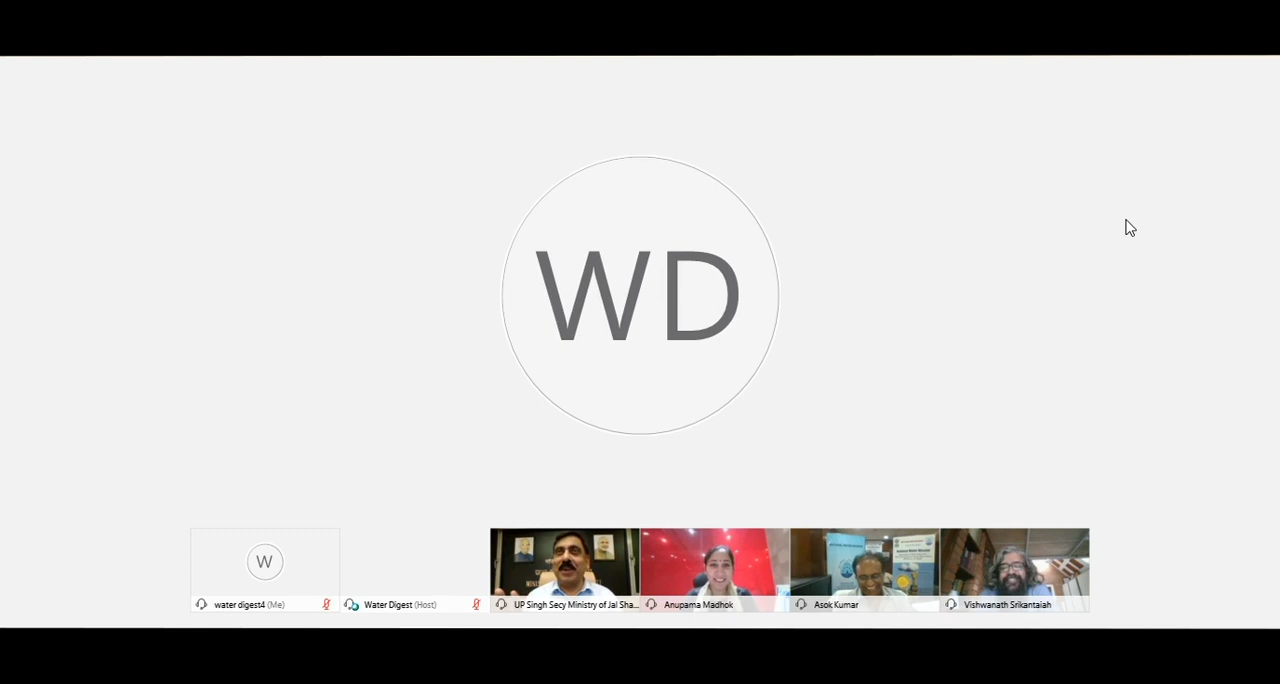 WD
W
water digest4 (Me)
Water Digest (Host)
UP Singh Secy Ministry of Jal Sha...
Anupama Madhok
Asok Kumar
Vishwanath Srikantaiah